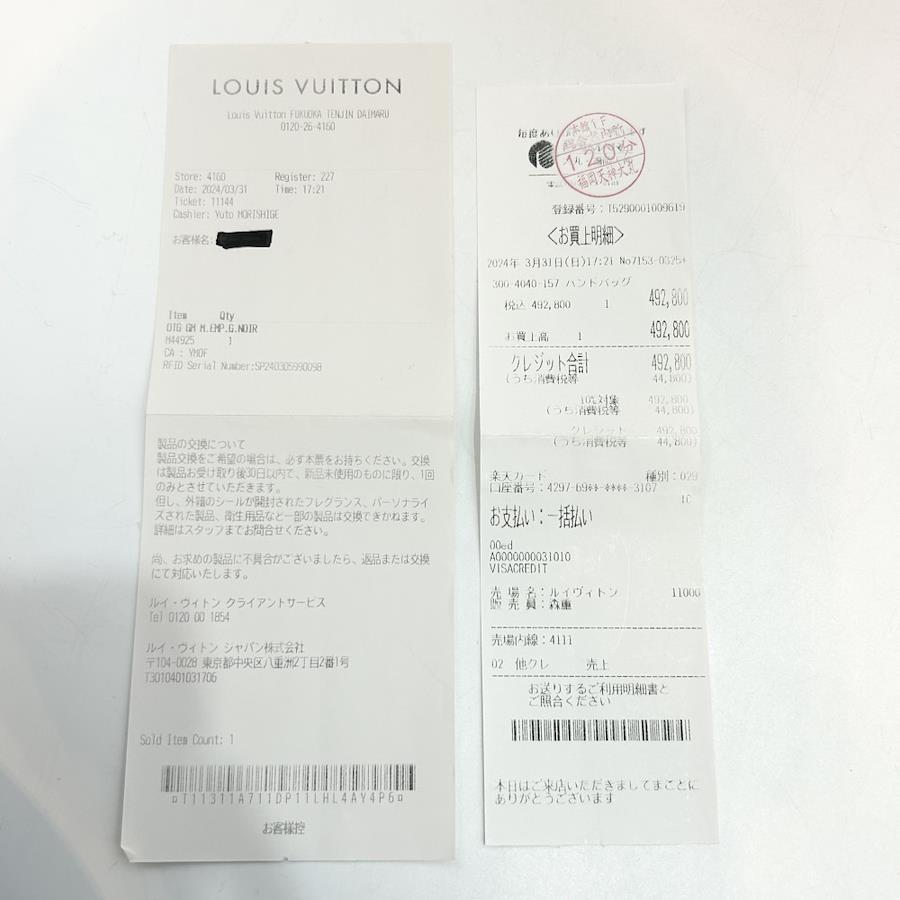 LOUIS VUITTON
Louis Vuitton FUKUOKA TENJIN DAIMARU
0120-26-4160
Store: 4160 Register: 227
Date: 2024/03/31 Time: 17:21
Ticket: 11144
Cashier: Yuto MORISHIGE
お客様名:
Item Qty
OTG GM M.EMP.G.NOIR
M44925 1
CA : YMOF
RFID Serial Number:SP240305990098
製品の交換について
製品交換をご希望の場合は、必ず本票をお持ちください。交換
は製品お受け取り後30日以内で、新品未使用のものに限り、1回
のみとさせていただきます。
但し、外箱のシールが開封されたフレグランス、パーソナライ
ズされた製品、衛生用品など一部の製品は交換できかねます。
詳細はスタッフまでお問合せください。
尚、お求めの製品に不具合がございましたら、返品または交換
にて対応いたします。
ルイ・ヴィトン クライアントサービス
Tel 0120 00 1854
ルイ・ヴィトン ジャパン株式会社
〒104-0028 東京都中央区八重洲2丁目2番1号
T3010401031706
Sold Item Count: 1
¤T11311A711DP11LHL4AY4P6¤
お客様控
毎度あ
本館1F
120分
福岡天神大丸
登録番号:T5290001009619
<お買上明細>
2024年 3月31日(日)17:21 No7153-0325*
300-4040-157 ハンドバッグ
税込 492,800 1 492,800
お買上高 1 492,800
クレジット合計 492,800
(うち消費税等 44,800)
10%対象 492,800
(うち消費税等 44,800)
クレジット 492,800
(うち消費税等 44,800)
楽天カード 種別:029
口座番号:4297-69**-****-3107
IC
お支払い:一括払い
00ed
A0000000031010
VISACREDIT
売 場 名:ルイヴィトン 11000
販 売 員:森重
売場内線:4111
02 他クレ 売上
お送りするご利用明細書と
ご照合ください
本日はご来店いただきましてまことに
ありがとうございます